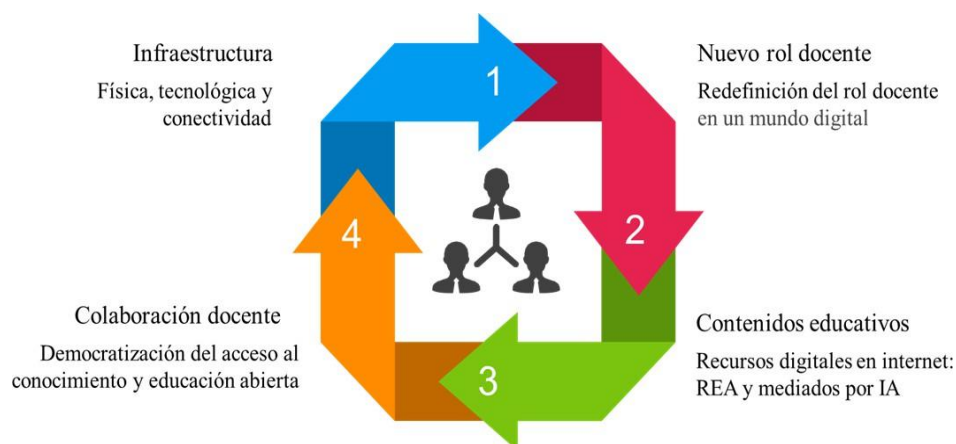 Infraestructura
Física, tecnológica y
conectividad
1
Nuevo rol docente
Redefinición del rol docente
en un mundo digital
2
Contenidos educativos
Recursos digitales en internet:
REA y mediados por IA
3
Colaboración docente
Democratización del acceso al
conocimiento y educación abierta
4